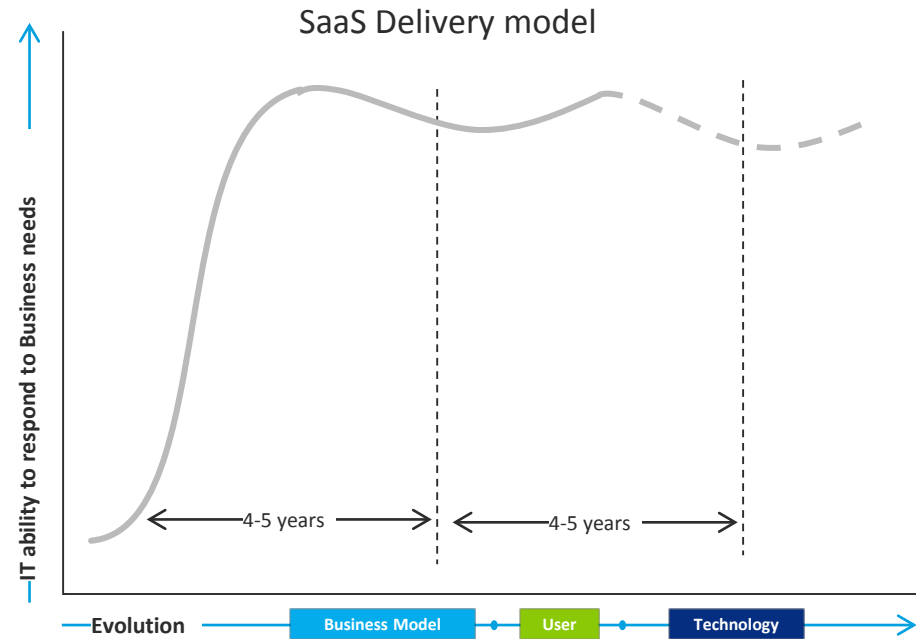 SaaS Delivery model
IT ability to respond to Business needs
4-5 years
4-5 years
Evolution
Business Model
User
Technology